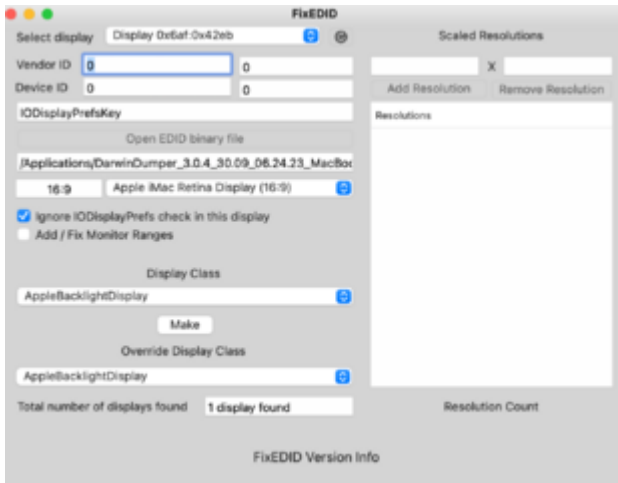 FixEDID
Select display Display 0x6af:0x42eb
Vendor ID 0 0
Device ID 0 0
IODisplayPrefsKey
Open EDID binary file
/Applications/DarwinDumper_3.0.4_30.09_06.24.23_MacBoo
16:9 Apple iMac Retina Display (16:9)
Ignore IODisplayPrefs check in this display
Add / Fix Monitor Ranges
Display Class
AppleBacklightDisplay
Make
Override Display Class
AppleBacklightDisplay
Total number of displays found 1 display found
Scaled Resolutions
X
Add Resolution Remove Resolution
Resolutions
Resolution Count
FixEDID Version Info